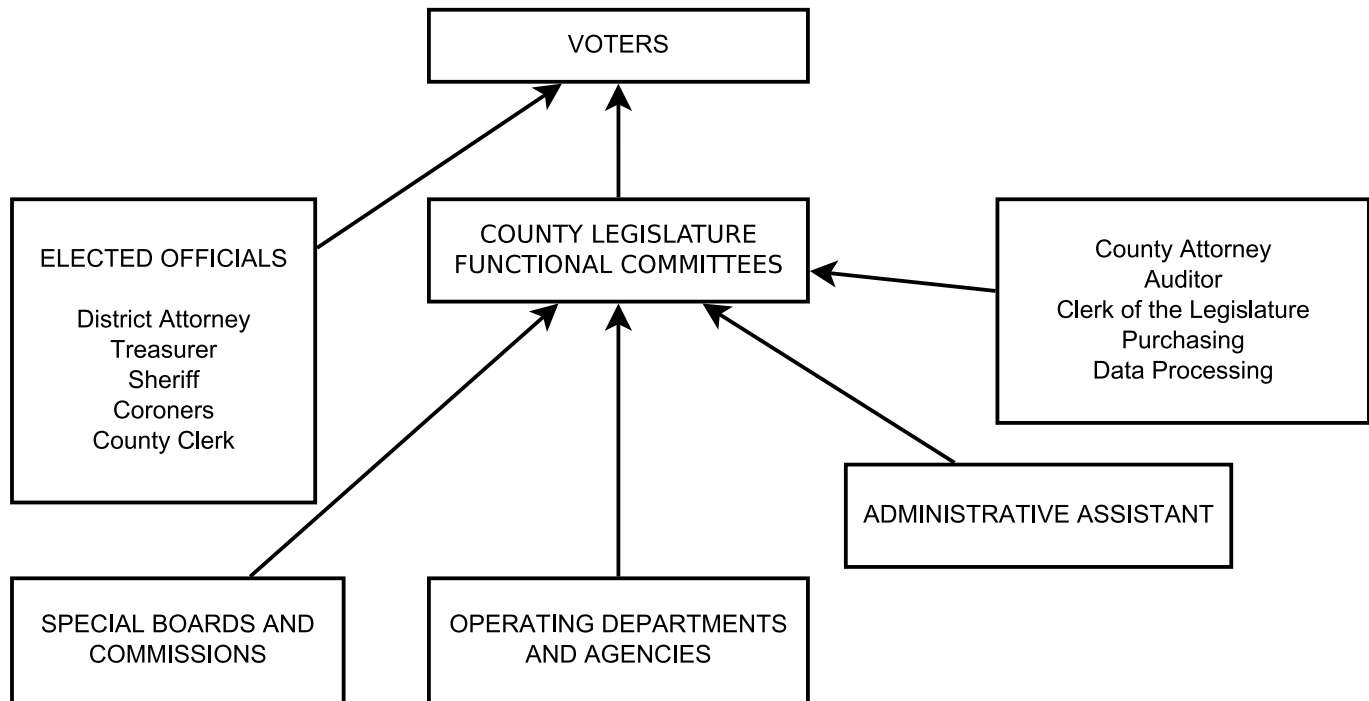 VOTERS
ELECTED OFFICIALS
District Attorney
Treasurer
Sheriff
Coroners
County Clerk
COUNTY LEGISLATURE
FUNCTIONAL COMMITTEES
County Attorney
Auditor
Clerk of the Legislature
Purchasing
Data Processing
ADMINISTRATIVE ASSISTANT
SPECIAL BOARDS AND
COMMISSIONS
OPERATING DEPARTMENTS
AND AGENCIES